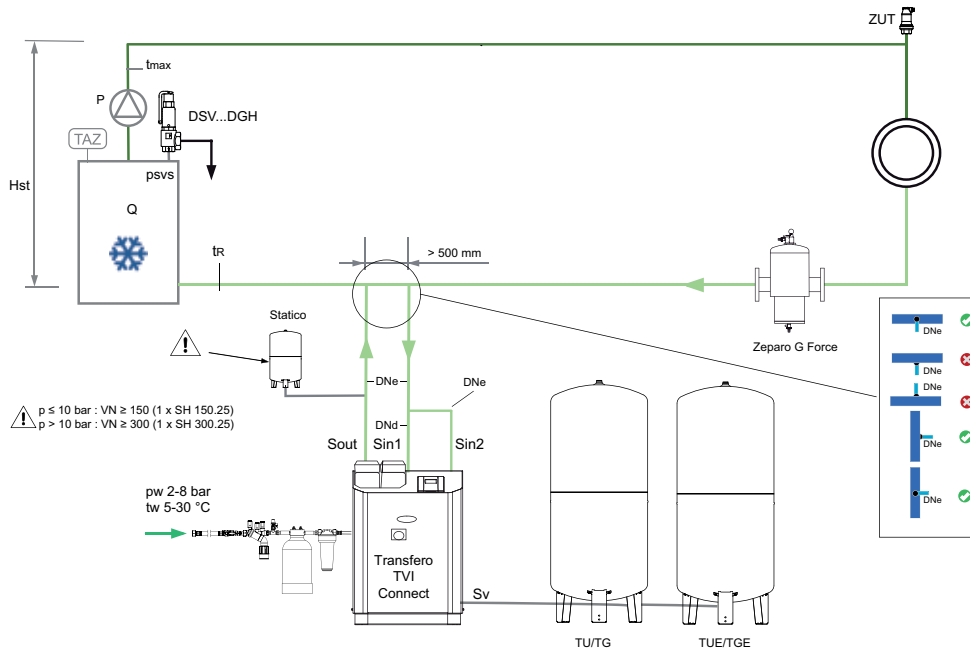 ZUT
tmax
P
DSV...DGH
TAZ
psvs
Hst
Q
tR
> 500 mm
Statico
Zeparo G Force
DNe
DNe
DNe
DNe
DNe
DNe
DNe
p ≤ 10 bar : VN ≥ 150 (1 x SH 150.25)
p > 10 bar : VN ≥ 300 (1 x SH 300.25)
DNd
Sout
Sin1
Sin2
pw 2-8 bar
tw 5-30 °C
Transfero
TVI
Connect
Sv
TU/TG
TUE/TGE